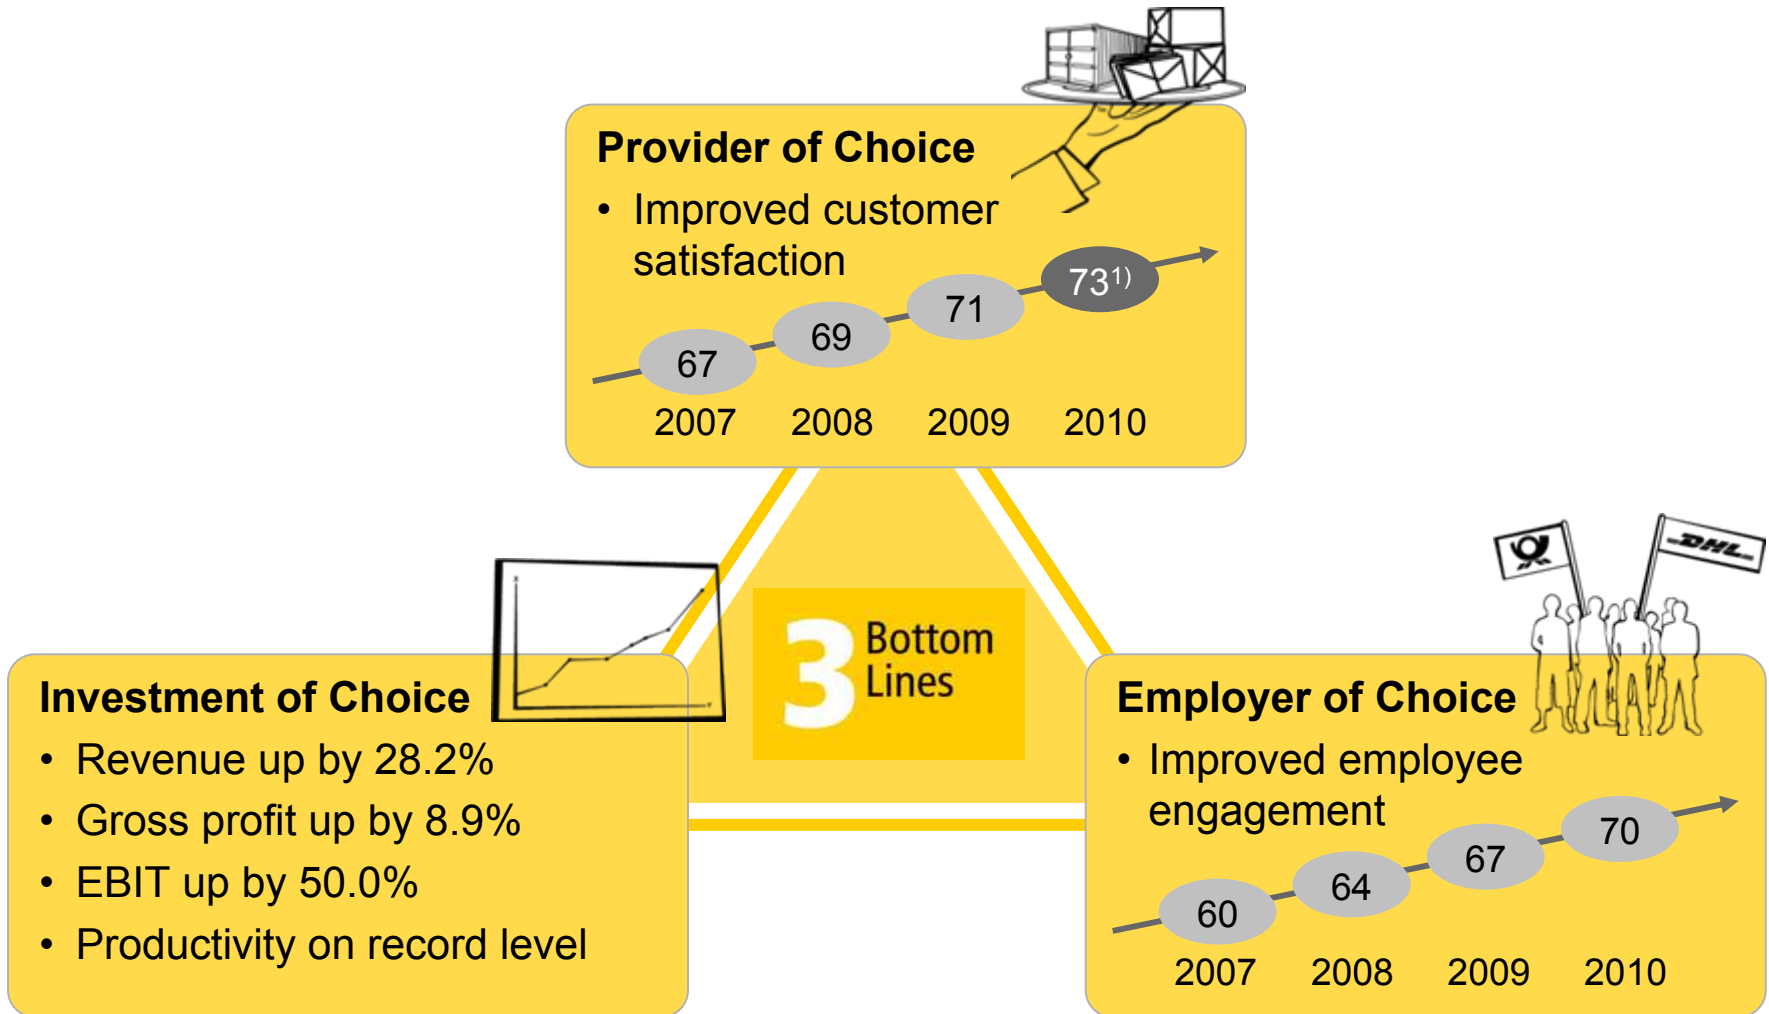 Provider of Choice
• Improved customer
satisfaction
67 69 71 73¹⁾
2007 2008 2009 2010
3 Bottom
Lines
Investment of Choice
• Revenue up by 28.2%
• Gross profit up by 8.9%
• EBIT up by 50.0%
• Productivity on record level
DHL
Employer of Choice
• Improved employee
engagement
60 64 67 70
2007 2008 2009 2010